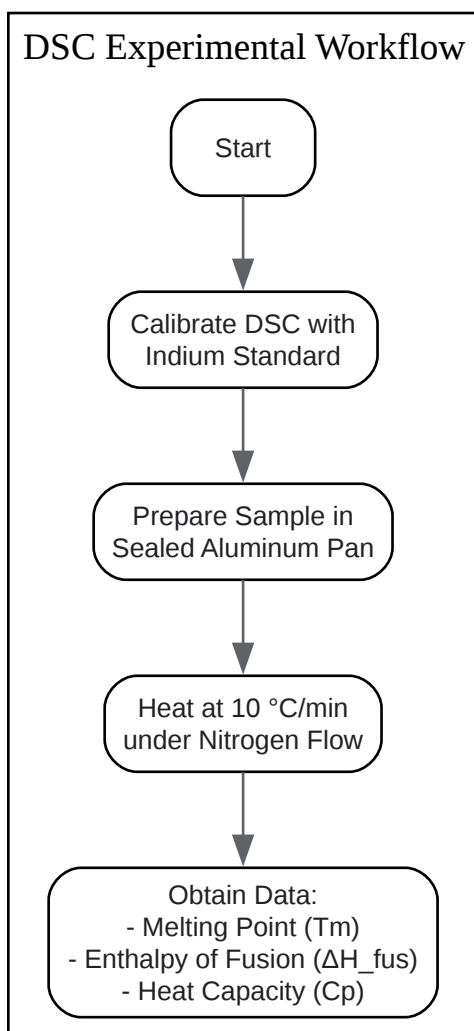 DSC Experimental Workflow
Start
Calibrate DSC with
Indium Standard
Prepare Sample in
Sealed Aluminum Pan
Heat at 10 °C/min
under Nitrogen Flow
Obtain Data:
- Melting Point (Tm)
- Enthalpy of Fusion (ΔH_fus)
- Heat Capacity (Cp)